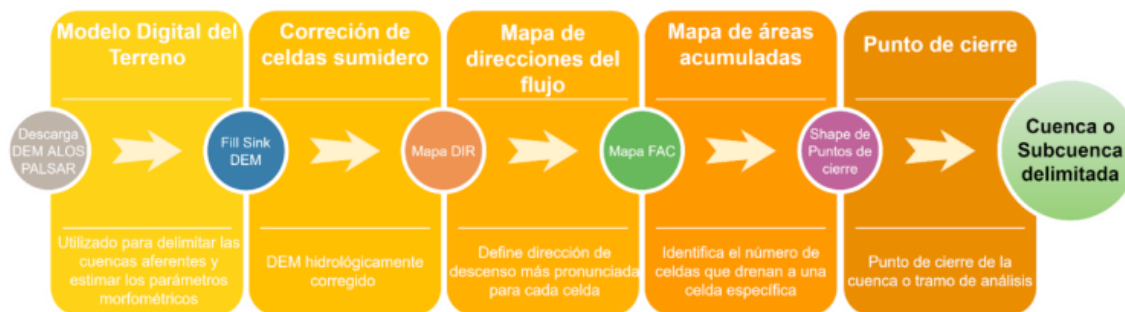 Modelo Digital del
Terreno
Correción de
celdas sumidero
Mapa de
direcciones del
flujo
Mapa de áreas
acumuladas
Punto de cierre
Descarga
DEM ALOS
PALSAR
Fill Sink
DEM
Mapa DIR
Mapa FAC
Shape de
Puntos de
cierre
Cuenca o
Subcuenca
delimitada
Utilizado para delimitar las
cuencas aferentes y
estimar los parámetros
morfométricos
DEM hidrológicamente
corregido
Define dirección de
descenso más pronunciada
para cada celda
Identifica el número de
celdas que drenan a una
celda específica
Punto de cierre de la
cuenca o tramo de análisis